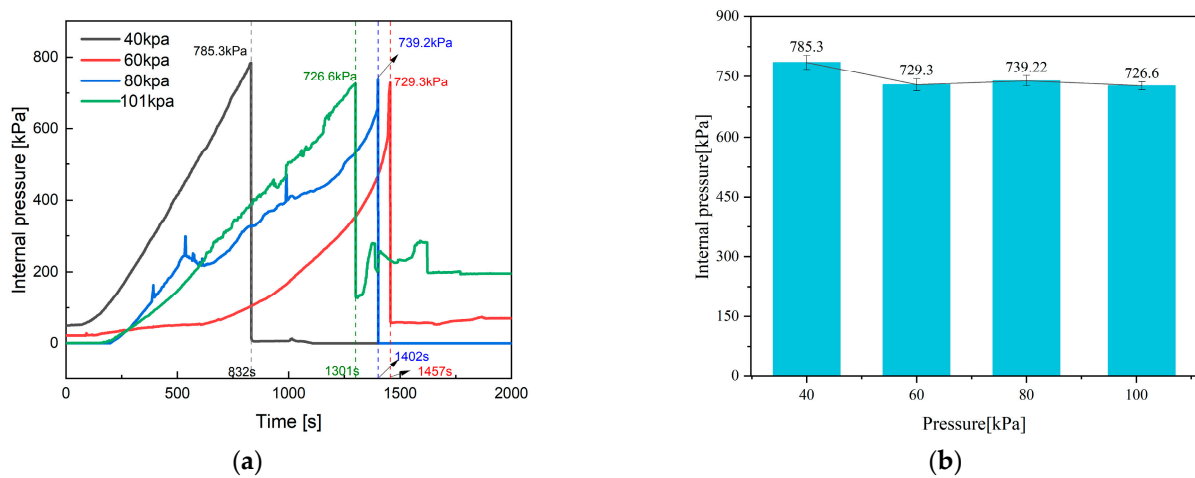 (a)
Internal pressure [kPa]
800
600
400
200
0
40kpa
60kpa
80kpa
101kpa
785.3kPa
726.6kPa
739.2kPa
729.3kPa
832s
1301s
1402s
1457s
0
500
1000
1500
2000
Time [s]
(b)
Internal pressure[kPa]
900
750
600
450
300
150
0
785.3
729.3
739.22
726.6
40
60
80
100
Pressure[kPa]